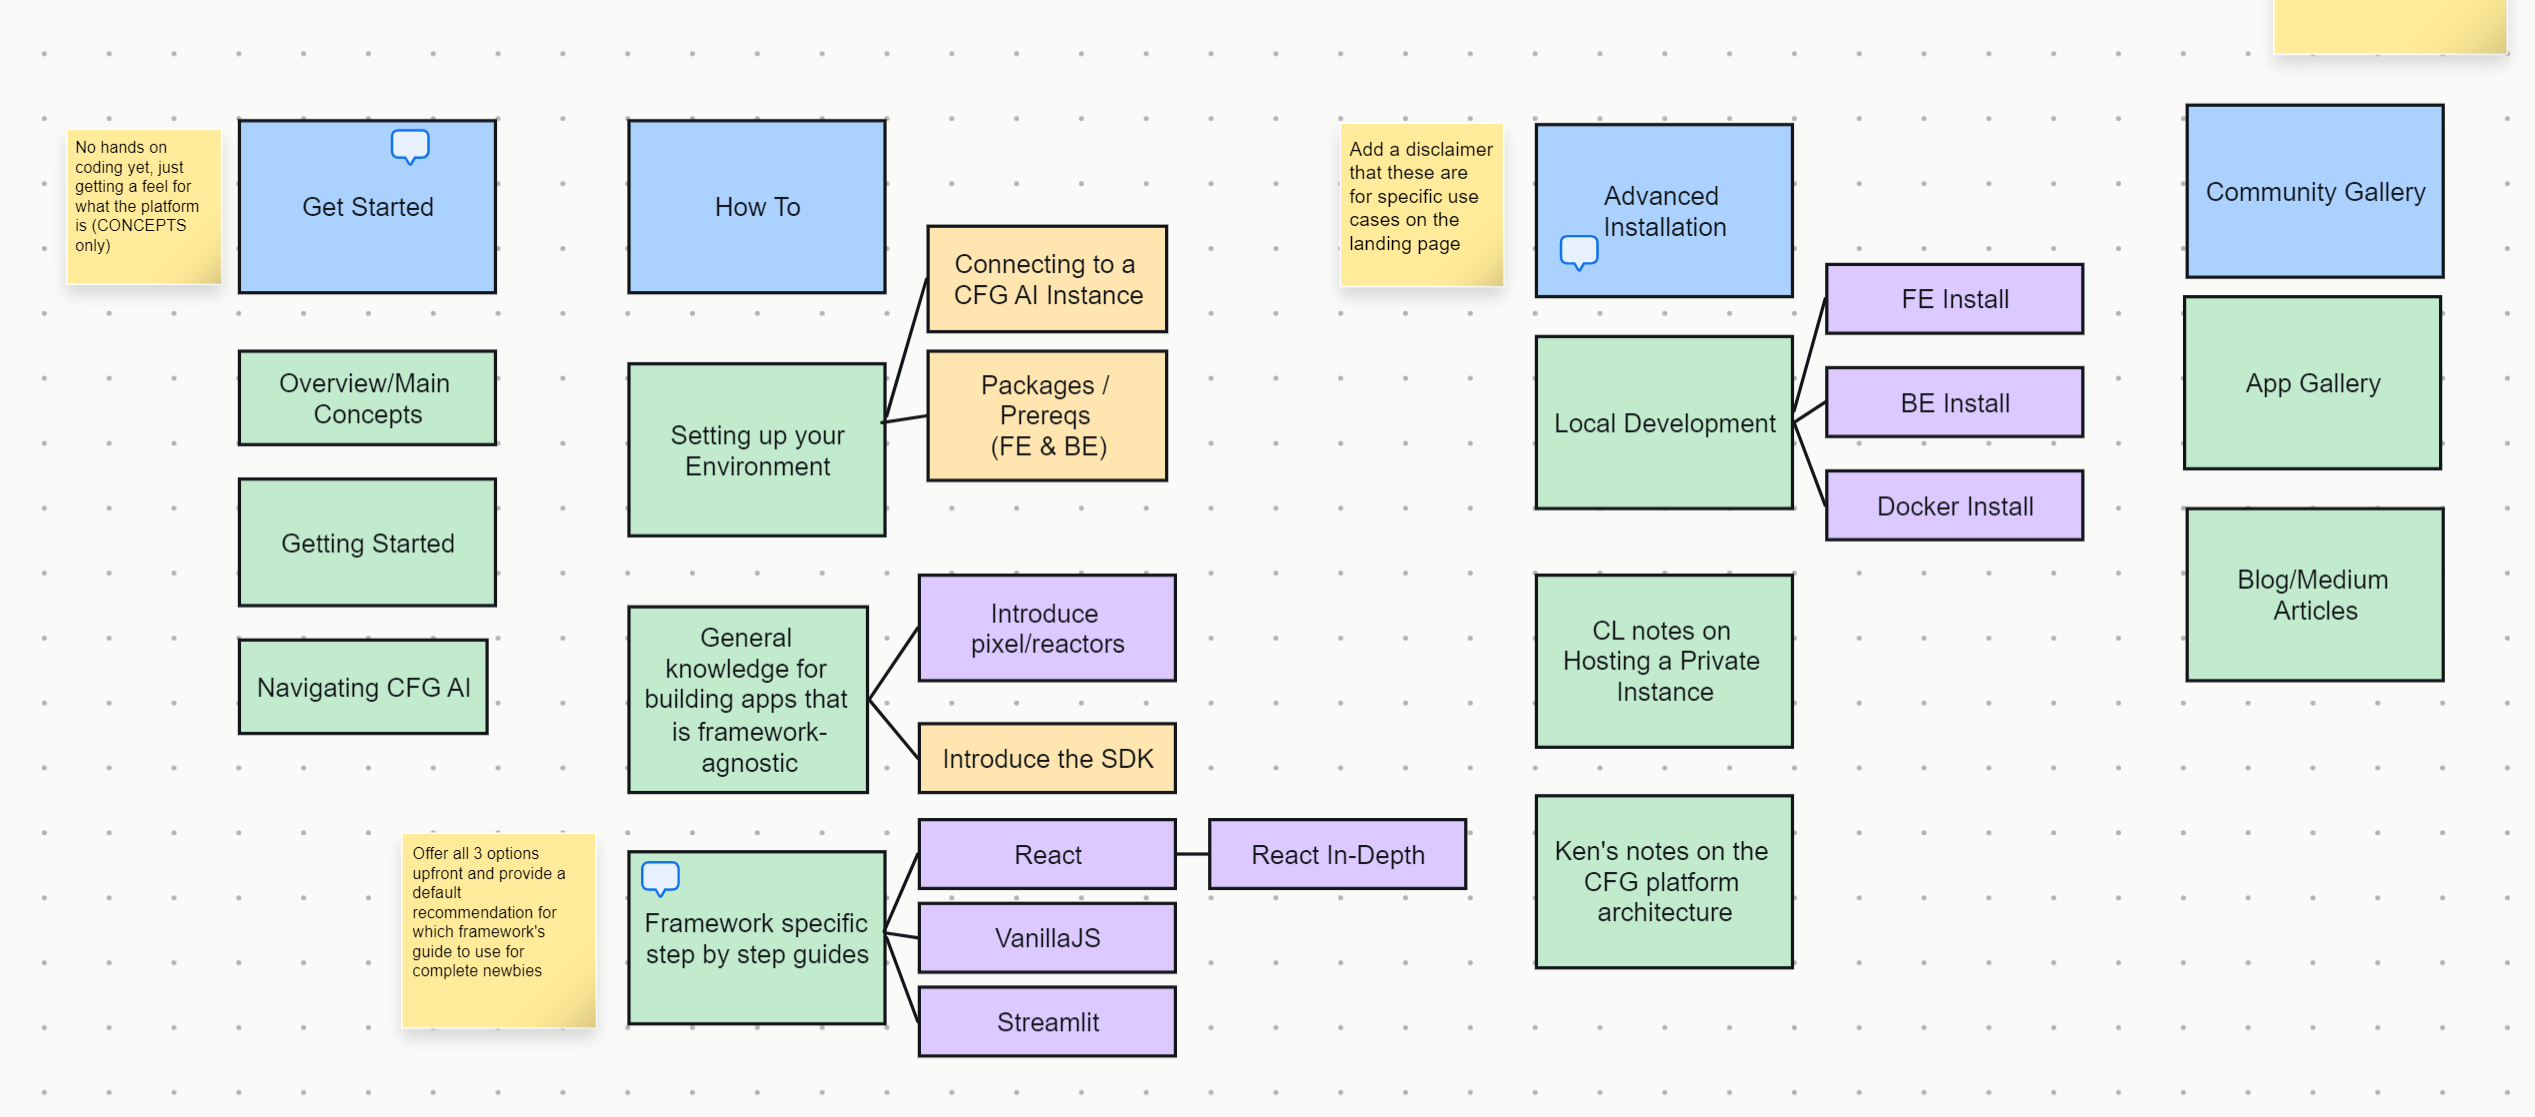 No hands on
coding yet, just
getting a feel for
what the platform
is (CONCEPTS
only)
Get Started
Overview/Main
Concepts
Getting Started
Navigating CFG AI
How To
Connecting to a
CFG AI Instance
Packages /
Prereqs
(FE & BE)
Setting up your
Environment
General
knowledge for
building apps that
is framework-
agnostic
Introduce
pixel/reactors
Introduce the SDK
Offer all 3 options
upfront and provide a
default
recommendation for
which framework's
guide to use for
complete newbies
Framework specific
step by step guides
React
React In-Depth
VanillaJS
Streamlit
Add a disclaimer
that these are
for specific use
cases on the
landing page
Advanced
Installation
Local Development
FE Install
BE Install
Docker Install
CL notes on
Hosting a Private
Instance
Ken's notes on the
CFG platform
architecture
Community Gallery
App Gallery
Blog/Medium
Articles